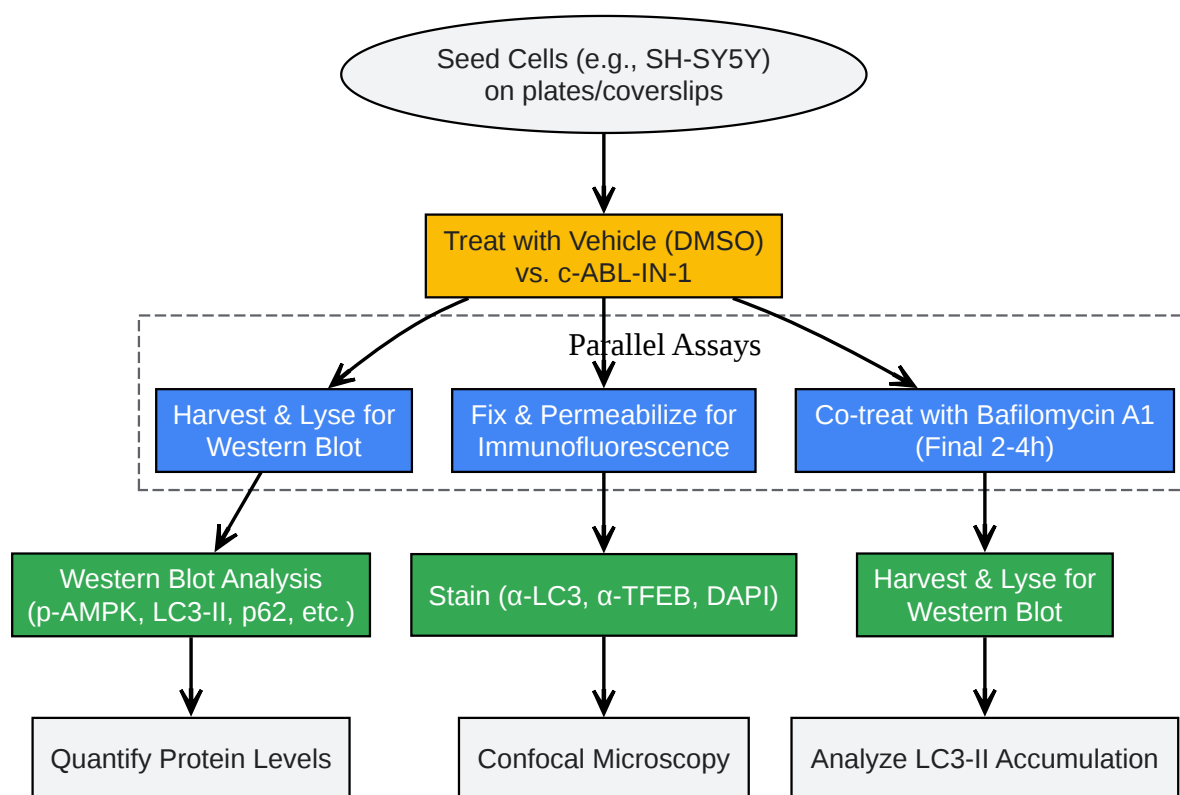 Seed Cells (e.g., SH-SY5Y)
on plates/coverslips
Treat with Vehicle (DMSO)
vs. c-ABL-IN-1
Parallel Assays
Harvest & Lyse for
Western Blot
Fix & Permeabilize for
Immunofluorescence
Co-treat with Bafilomycin A1
(Final 2-4h)
Western Blot Analysis
(p-AMPK, LC3-II, p62, etc.)
Stain (α-LC3, α-TFEB, DAPI)
Harvest & Lyse for
Western Blot
Quantify Protein Levels
Confocal Microscopy
Analyze LC3-II Accumulation